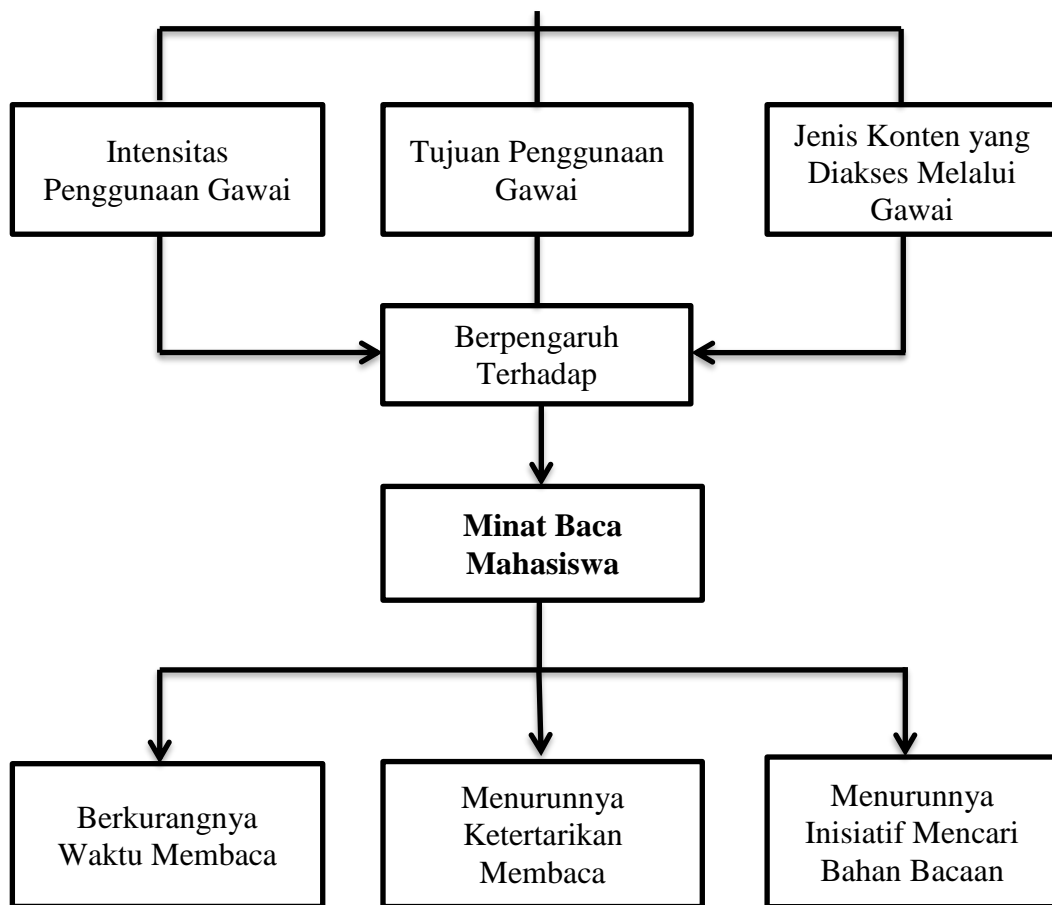 Intensitas
Penggunaan Gawai
Tujuan Penggunaan
Gawai
Jenis Konten yang
Diakses Melalui
Gawai
Berpengaruh
Terhadap
Minat Baca
Mahasiswa
Berkurangnya
Waktu Membaca
Menurunnya
Ketertarikan
Membaca
Menurunnya
Inisiatif Mencari
Bahan Bacaan